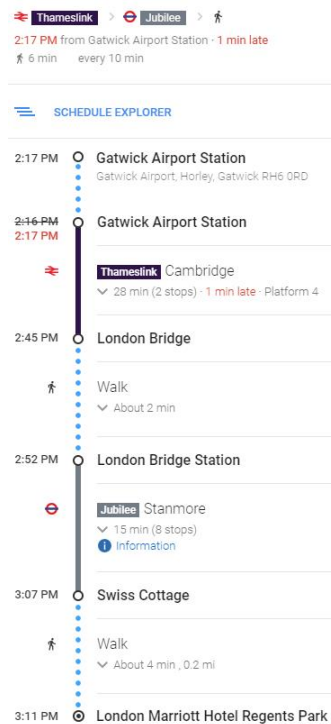 Thameslink > Jubilee >
2:17 PM from Gatwick Airport Station · 1 min late
6 min every 10 min
SCHEDULE EXPLORER
2:17 PM Gatwick Airport Station
Gatwick Airport, Horley, Gatwick RH6 0RD
2:16 PM Gatwick Airport Station
2:17 PM
Thameslink Cambridge
28 min (2 stops) · 1 min late · Platform 4
2:45 PM London Bridge
Walk
About 2 min
2:52 PM London Bridge Station
Jubilee Stanmore
15 min (8 stops)
i Information
3:07 PM Swiss Cottage
Walk
About 4 min , 0.2 mi
3:11 PM London Marriott Hotel Regents Park